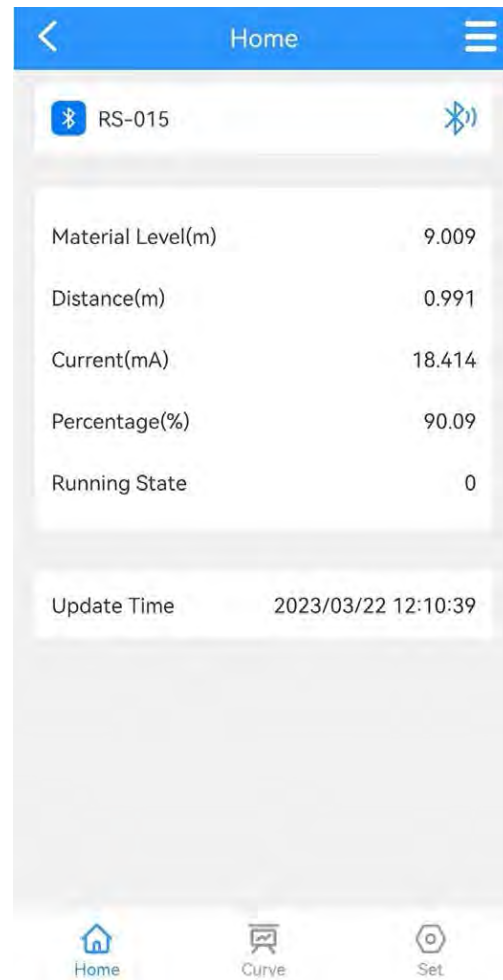 Home
RS-015
Material Level(m) 9.009
Distance(m) 0.991
Current(mA) 18.414
Percentage(%) 90.09
Running State 0
Update Time 2023/03/22 12:10:39
Home Curve Set